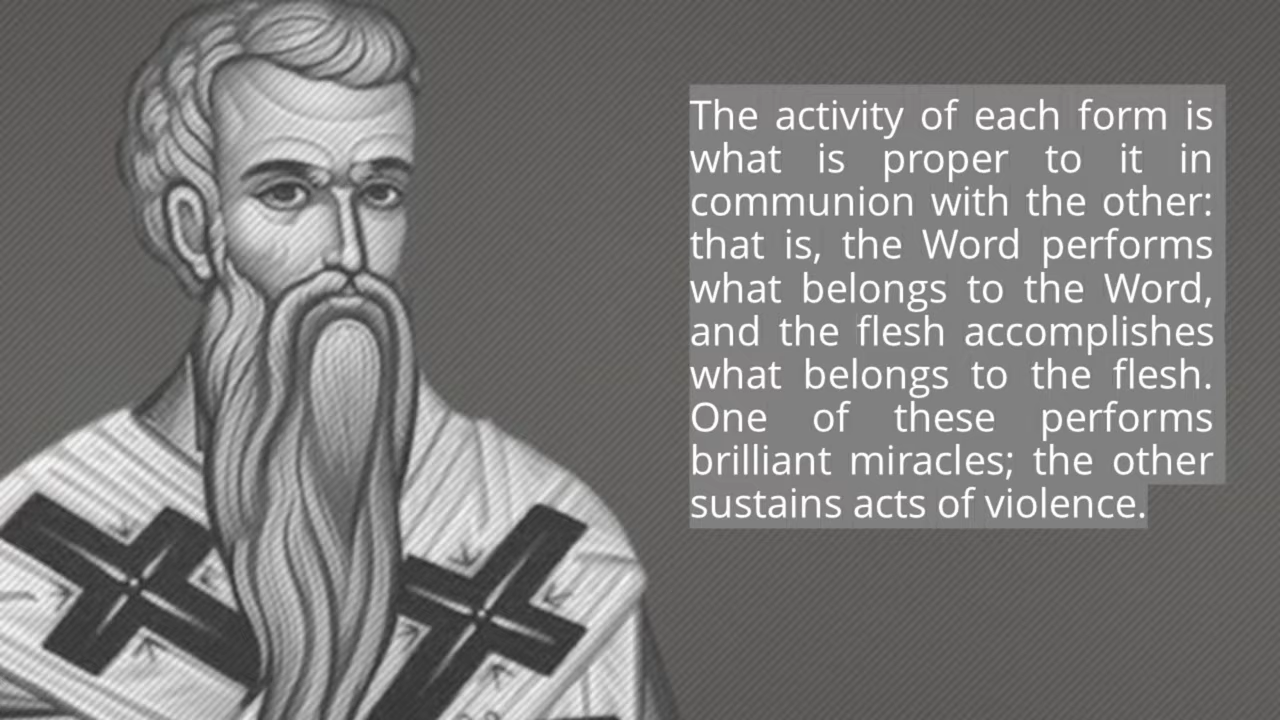 The activity of each form is
what is proper to it in
communion with the other:
that is, the Word performs
what belongs to the Word,
and the flesh accomplishes
what belongs to the flesh.
One of these performs
brilliant miracles; the other
sustains acts of violence.